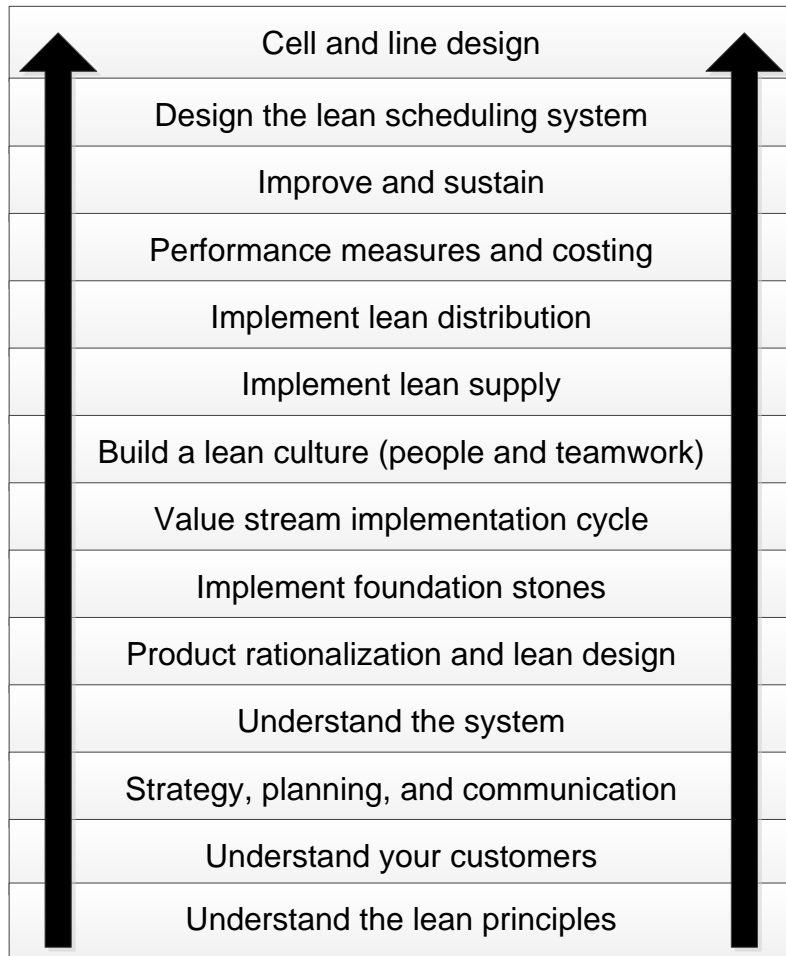 Cell and line design
Design the lean scheduling system
Improve and sustain
Performance measures and costing
Implement lean distribution
Implement lean supply
Build a lean culture (people and teamwork)
Value stream implementation cycle
Implement foundation stones
Product rationalization and lean design
Understand the system
Strategy, planning, and communication
Understand your customers
Understand the lean principles